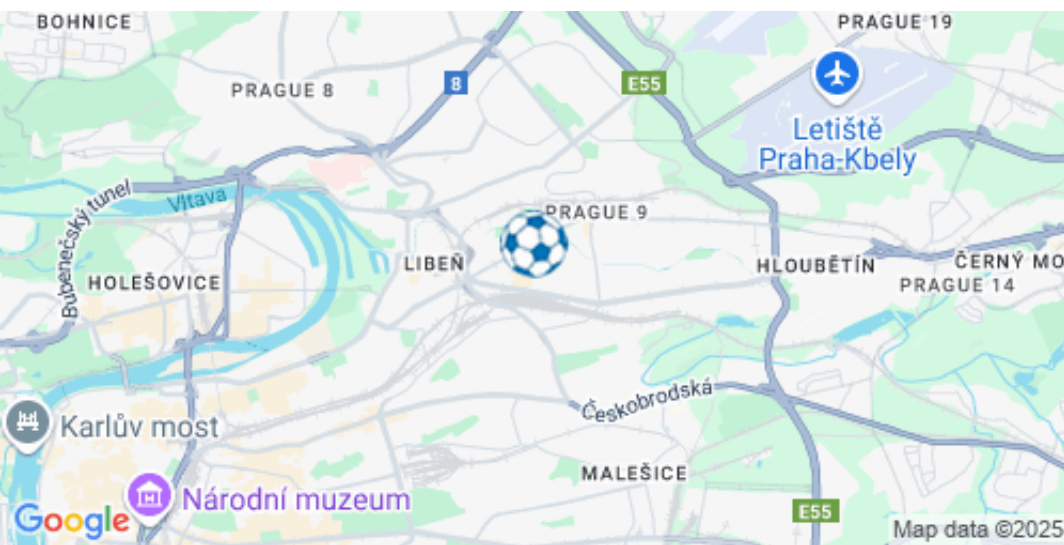 BOHNICE
PRAGUE 19
PRAGUE 8
8
E55
Letiště
Praha-Kbely
Bubenečský tunel
Vltava
PRAGUE 9
LIBEŇ
HLOUBĚTÍN
ČERNÝ MO
HOLEŠOVICE
PRAGUE 14
Českobrodská
Karlův most
MALEŠICE
Národní muzeum
E55
Google
Map data ©2025